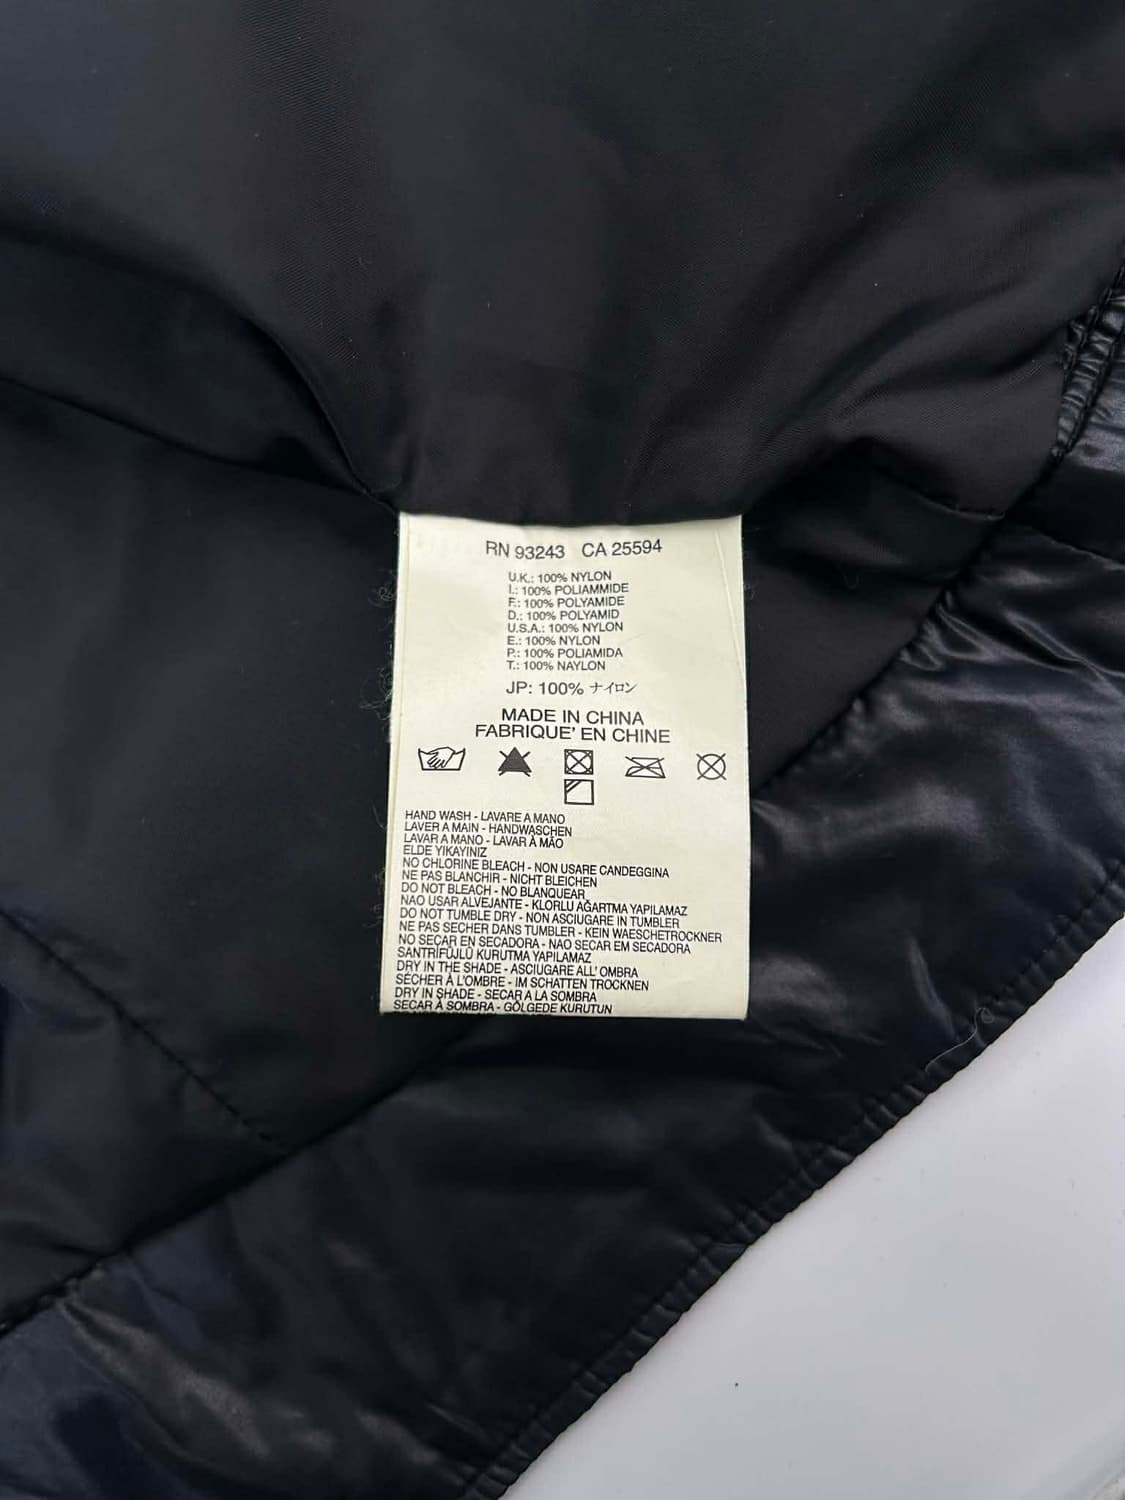 RN 93243 CA 25594
U.K.: 100% NYLON
I.: 100% POLIAMMIDE
F.: 100% POLYAMIDE
D.: 100% POLYAMID
U.S.A.: 100% NYLON
E.: 100% NYLON
P.: 100% POLIAMIDA
T.: 100% NAYLON
JP: 100% ナイロン
MADE IN CHINA
FABRIQUE' EN CHINE
HAND WASH - LAVARE A MANO
LAVER A MAIN - HANDWASCHEN
LAVAR A MANO - LAVAR À MÃO
ELDE YIKAYINIZ
NO CHLORINE BLEACH - NON USARE CANDEGGINA
NE PAS BLANCHIR - NICHT BLEICHEN
DO NOT BLEACH - NO BLANQUEAR
NAO USAR ALVEJANTE - KLORLU AĞARTMA YAPILAMAZ
DO NOT TUMBLE DRY - NON ASCIUGARE IN TUMBLER
NE PAS SECHER DANS TUMBLER - KEIN WAESCHETROCKNER
NO SECAR EN SECADORA - NAO SECAR EM SECADORA
SANTRİFÜJLÜ KURUTMA YAPILAMAZ
DRY IN THE SHADE - ASCIUGARE ALL' OMBRA
SÉCHER À L'OMBRE - IM SCHATTEN TROCKNEN
DRY IN SHADE - SECAR A LA SOMBRA
SECAR À SOMBRA - GÖLGEDE KURUTUN